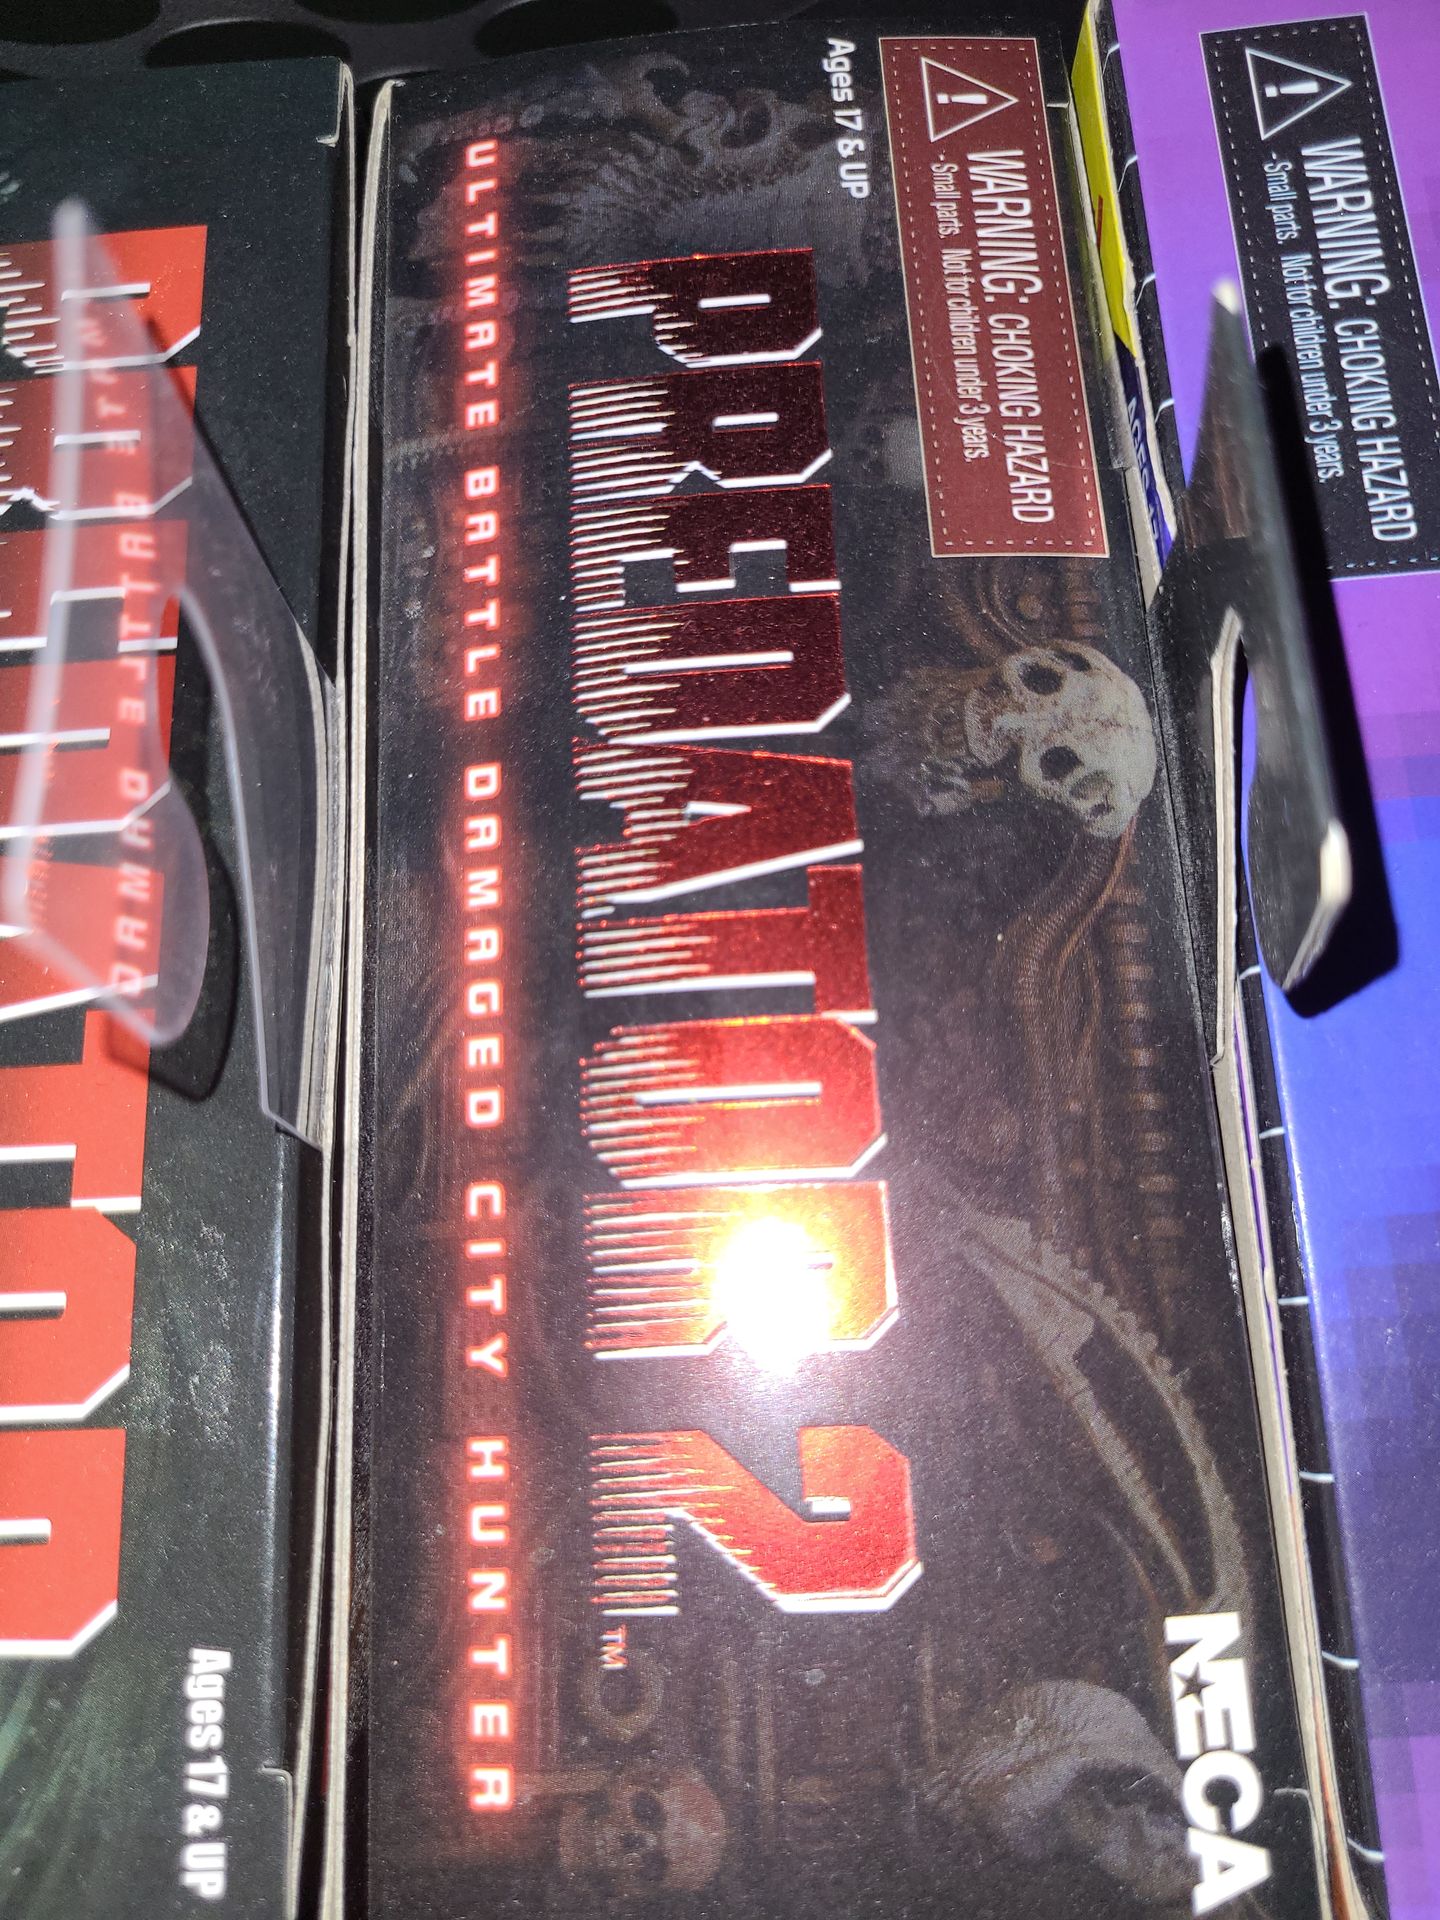 Ages 17 & UP
WARNING: CHOKING HAZARD
-Small parts. Not for children under 3 years.
PREDATOR 2™
ULTIMATE BATTLE DAMAGED CITY HUNTER
NECA
WARNING: CHOKING HAZARD
-Small parts. Not for children under 3 years.
Ages 17 & UP